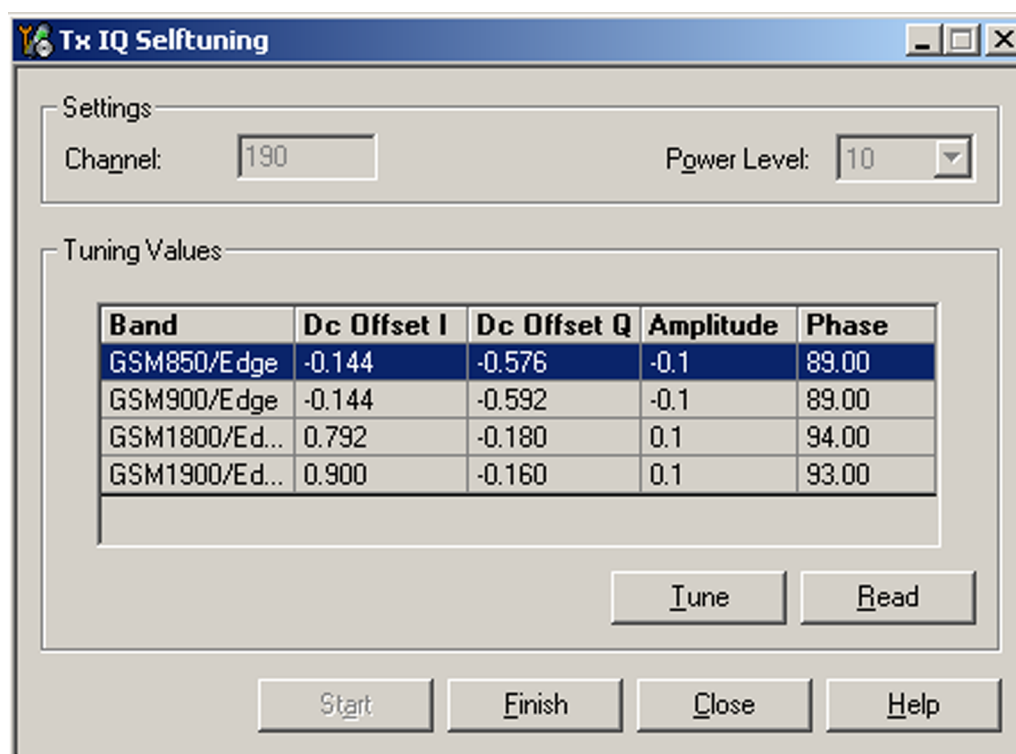 Tx IQ Selftuning
Settings
Channel: 190 Power Level: 10
Tuning Values
Band Dc Offset I Dc Offset Q Amplitude Phase
GSM850/Edge -0.144 -0.576 -0.1 89.00
GSM900/Edge -0.144 -0.592 -0.1 89.00
GSM1800/Ed... 0.792 -0.180 0.1 94.00
GSM1900/Ed... 0.900 -0.160 0.1 93.00
Tune Read
Start Finish Close Help